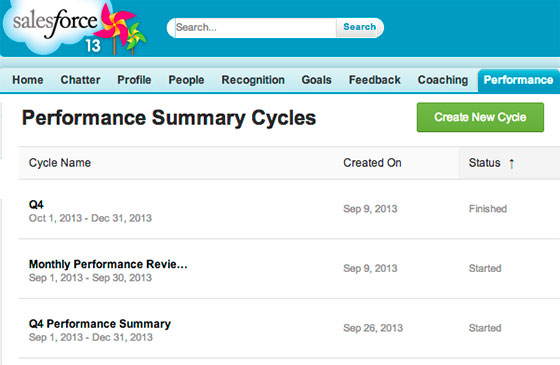 salesforce
13
Search...
Search
Home Chatter Profile People Recognition Goals Feedback Coaching Performance
Performance Summary Cycles
Create New Cycle
Cycle Name Created On Status ↑
Q4
Oct 1, 2013 - Dec 31, 2013
Sep 9, 2013
Finished
Monthly Performance Revie...
Sep 1, 2013 - Sep 30, 2013
Sep 9, 2013
Started
Q4 Performance Summary
Sep 1, 2013 - Dec 31, 2013
Sep 26, 2013
Started